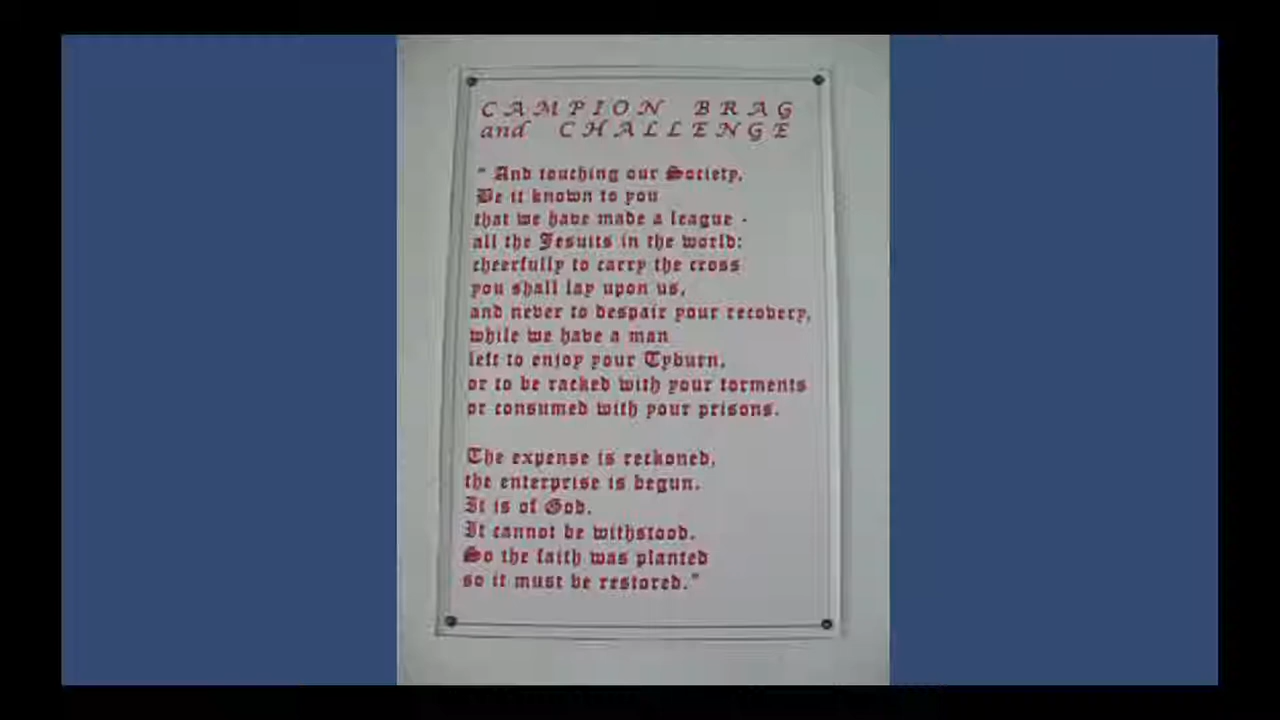 CAMPION BRAG
and CHALLENGE
" And touching our Society,
Be it known to you
that we have made a league -
all the Jesuits in the world:
cheerfully to carry the cross
you shall lay upon us,
and never to despair your recovery,
while we have a man
left to enjoy your Tyburn,
or to be racked with your torments
or consumed with your prisons.
The expense is reckoned,
the enterprise is begun.
It is of God.
It cannot be withstood.
So the faith was planted
so it must be restored."